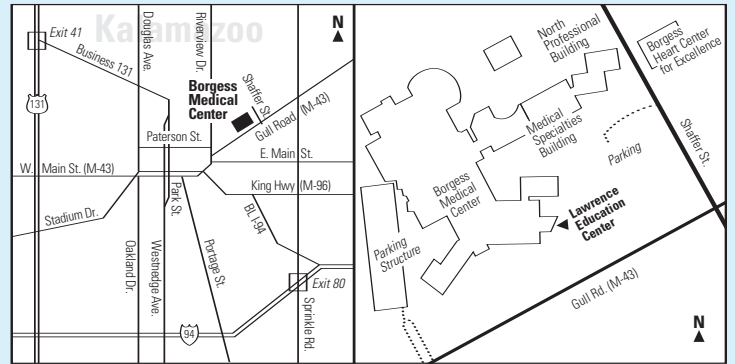 Kalamazoo
Exit 41
Business 131
Douglas Ave.
Riverview Dr.
N
131
Borgess
Medical
Center
Shaffer St.
Gull Road (M-43)
Paterson St.
E. Main St.
W. Main St. (M-43)
Park St.
King Hwy (M-96)
Stadium Dr.
BL I-94
Oakland Dr.
Westnedge Ave.
Portage St.
Exit 80
Sprinkle Rd.
94
North
Professional
Building
Borgess
Heart Center
for Excellence
Medical
Specialties
Building
Parking
Shaffer St.
Borgess
Medical
Center
Lawrence
Education
Center
Parking
Structure
Gull Rd. (M-43)
N